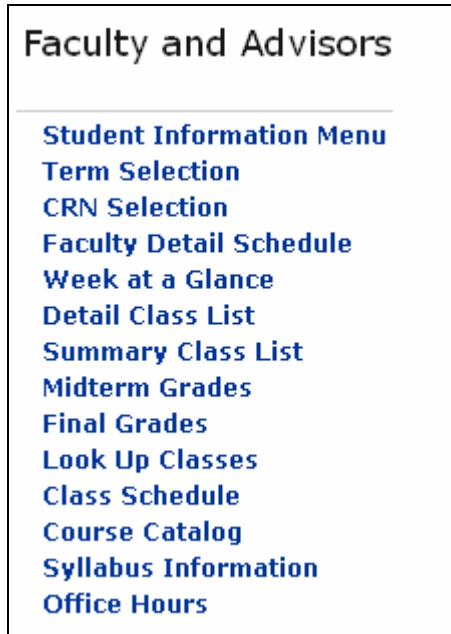 Faculty and Advisors
Student Information Menu
Term Selection
CRN Selection
Faculty Detail Schedule
Week at a Glance
Detail Class List
Summary Class List
Midterm Grades
Final Grades
Look Up Classes
Class Schedule
Course Catalog
Syllabus Information
Office Hours